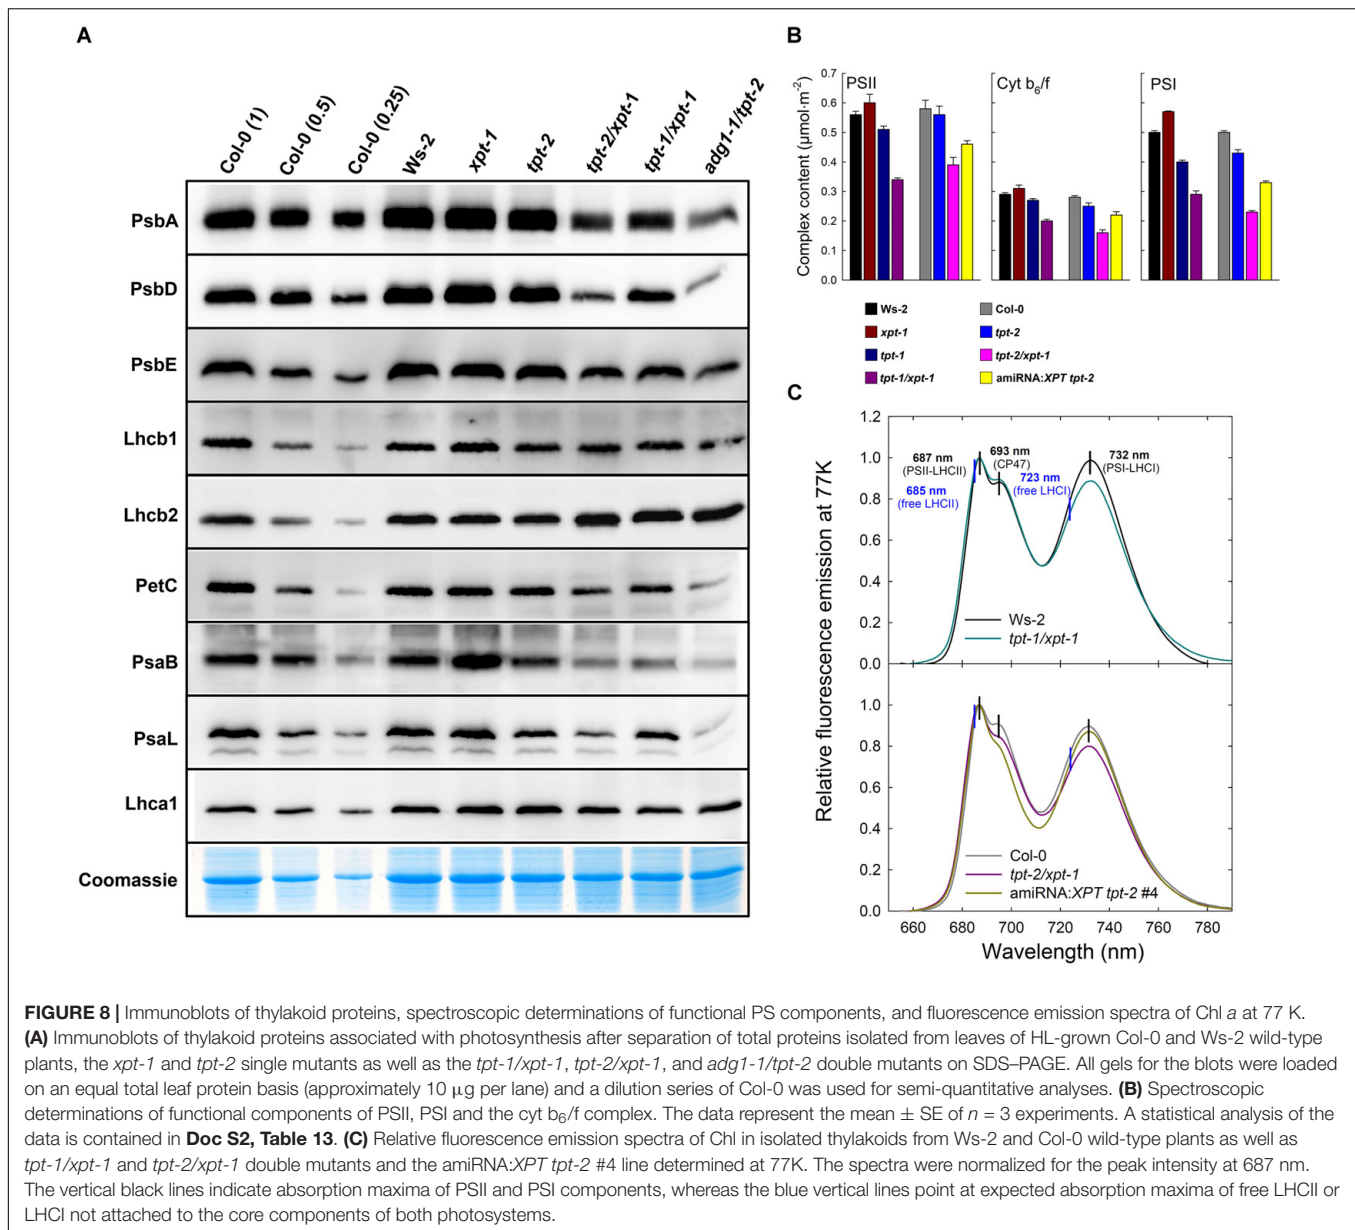 A
Col-0 (1)
Col-0 (0.5)
Col-0 (0.25)
Ws-2
xpt-1
tpt-2
tpt-2/xpt-1
tpt-1/xpt-1
adg1-1/tpt-2
PsbA
PsbD
PsbE
Lhcb1
Lhcb2
PetC
PsaB
PsaL
Lhca1
Coomassie
B
Complex content (µmol·m-2)
0.7
0.6
0.5
0.4
0.3
0.2
0.1
0.0
PSII
Cyt b6/f
PSI
Ws-2
xpt-1
tpt-1
tpt-1/xpt-1
Col-0
tpt-2
tpt-2/xpt-1
amiRNA:XPT tpt-2
C
Relative fluorescence emission at 77K
1.2
1.0
0.8
0.6
0.4
0.2
0.0
687 nm
(PSII-LHCII)
685 nm
(free LHCII)
693 nm
(CP47)
723 nm
(free LHCI)
732 nm
(PSI-LHCI)
Ws-2
tpt-1/xpt-1
1.0
0.8
0.6
0.4
0.2
0.0
Col-0
tpt-2/xpt-1
amiRNA:XPT tpt-2 #4
660 680 700 720 740 760 780
Wavelength (nm)
FIGURE 8 | Immunoblots of thylakoid proteins, spectroscopic determinations of functional PS components, and fluorescence emission spectra of Chl a at 77 K.
(A) Immunoblots of thylakoid proteins associated with photosynthesis after separation of total proteins isolated from leaves of HL-grown Col-0 and Ws-2 wild-type
plants, the xpt-1 and tpt-2 single mutants as well as the tpt-1/xpt-1, tpt-2/xpt-1, and adg1-1/tpt-2 double mutants on SDS–PAGE. All gels for the blots were loaded
on an equal total leaf protein basis (approximately 10 µg per lane) and a dilution series of Col-0 was used for semi-quantitative analyses. (B) Spectroscopic
determinations of functional components of PSII, PSI and the cyt b6/f complex. The data represent the mean ± SE of n = 3 experiments. A statistical analysis of the
data is contained in Doc S2, Table 13. (C) Relative fluorescence emission spectra of Chl in isolated thylakoids from Ws-2 and Col-0 wild-type plants as well as
tpt-1/xpt-1 and tpt-2/xpt-1 double mutants and the amiRNA:XPT tpt-2 #4 line determined at 77K. The spectra were normalized for the peak intensity at 687 nm.
The vertical black lines indicate absorption maxima of PSII and PSI components, whereas the blue vertical lines point at expected absorption maxima of free LHCII or
LHCI not attached to the core components of both photosystems.